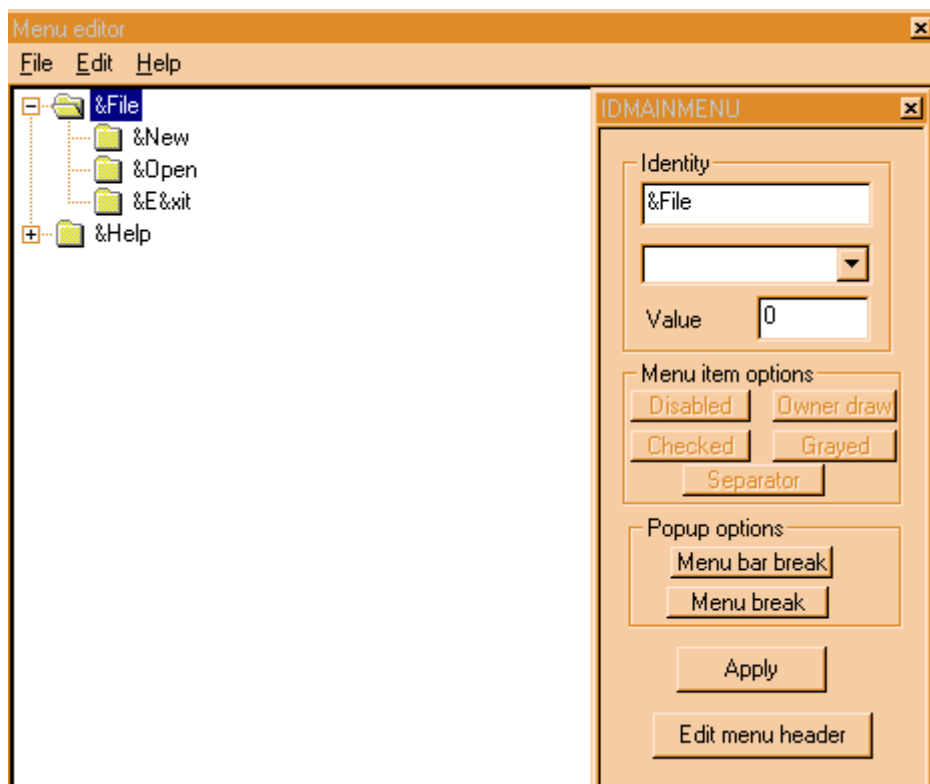 Menu editor
File Edit Help
&File
&New
&Open
&E&xit
&Help
IDMAINMENU
Identity
&File
Value 0
Menu item options
Disabled Owner draw
Checked Grayed
Separator
Popup options
Menu bar break
Menu break
Apply
Edit menu header